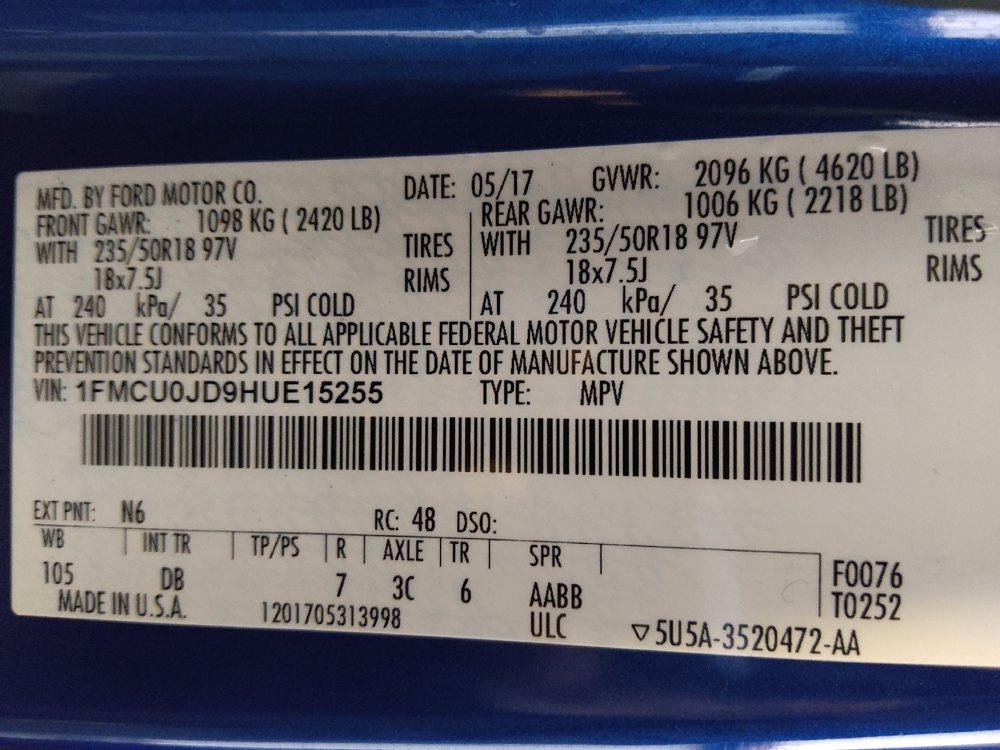 MFD. BY FORD MOTOR CO. DATE: 05/17 GVWR: 2096 KG ( 4620 LB)
FRONT GAWR: 1098 KG ( 2420 LB) REAR GAWR: 1006 KG ( 2218 LB)
WITH 235/50R18 97V TIRES WITH 235/50R18 97V TIRES
18x7.5J RIMS 18x7.5J RIMS
AT 240 kPa/ 35 PSI COLD AT 240 kPa/ 35 PSI COLD
THIS VEHICLE CONFORMS TO ALL APPLICABLE FEDERAL MOTOR VEHICLE SAFETY AND THEFT
PREVENTION STANDARDS IN EFFECT ON THE DATE OF MANUFACTURE SHOWN ABOVE.
VIN: 1FMCU0JD9HUE15255 TYPE: MPV
EXT PNT: N6 RC: 48 DSO:
WB INT TR TP/PS R AXLE TR SPR
105 DB 7 3C 6 AABB F0076
MADE IN U.S.A. 1201705313998 ULC T0252
▽5U5A-3520472-AA